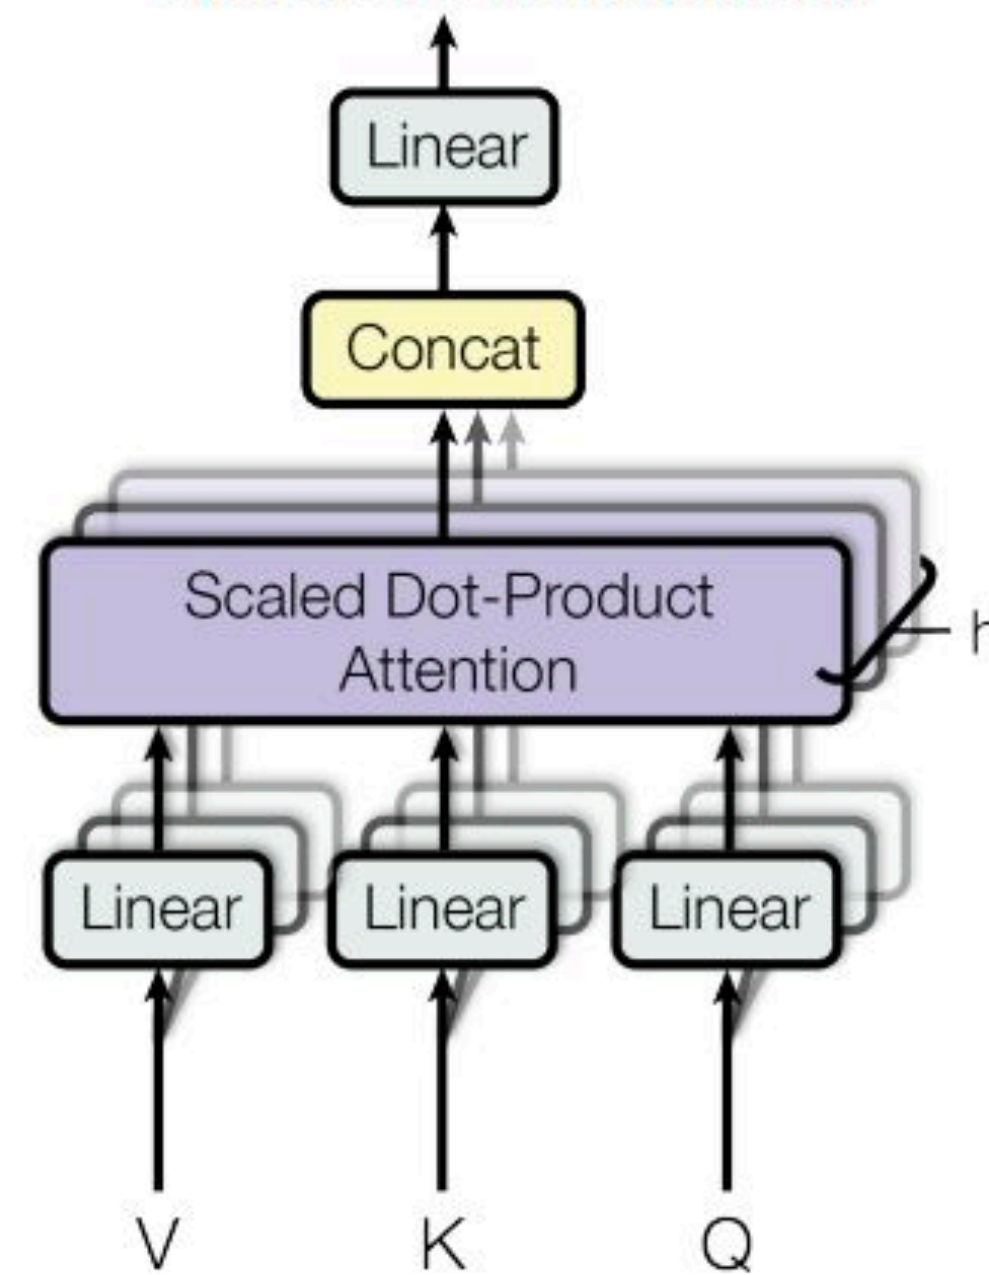 Linear
Concat
Scaled Dot-Product
Attention
h
Linear Linear Linear
V K Q